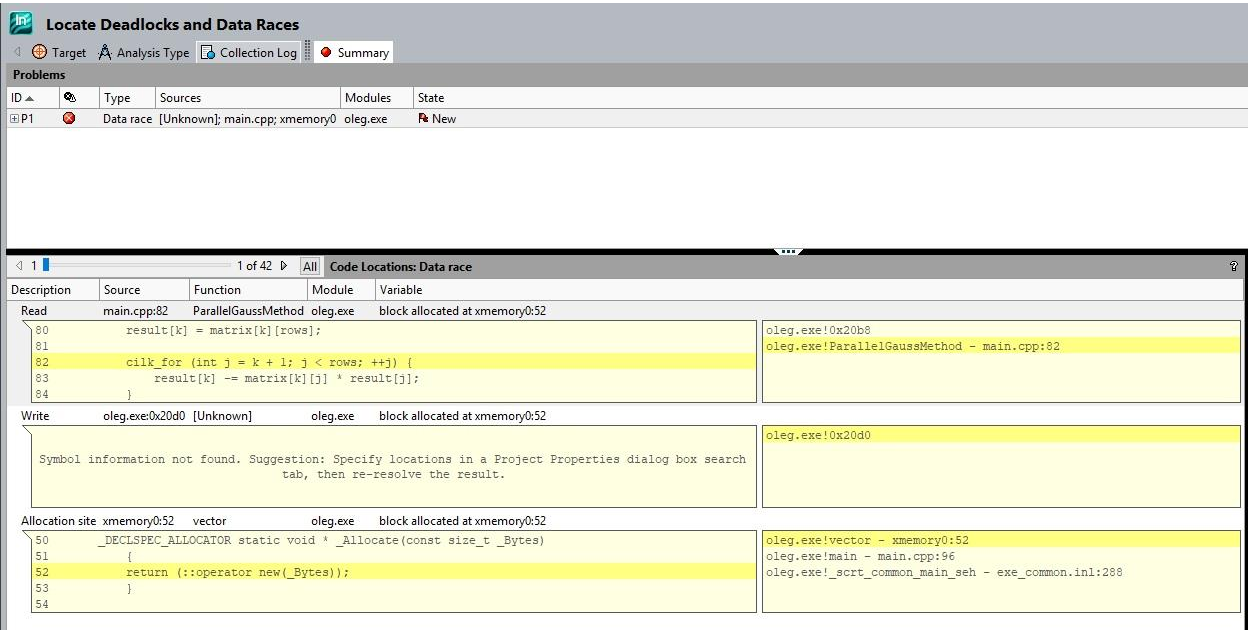 In
Locate Deadlocks and Data Races
Target Analysis Type Collection Log Summary
Problems
ID Type Sources Modules State
P1 Data race [Unknown]; main.cpp; xmemory0 oleg.exe New
1 1 of 42 All Code Locations: Data race ?
Description Source Function Module Variable
Read main.cpp:82 ParallelGaussMethod oleg.exe block allocated at xmemory0:52
80 result[k] = matrix[k][rows]; oleg.exe!0x20b8
81 oleg.exe!ParallelGaussMethod - main.cpp:82
82 cilk_for (int j = k + 1; j < rows; ++j) {
83 result[k] -= matrix[k][j] * result[j];
84 }
Write oleg.exe:0x20d0 [Unknown] oleg.exe block allocated at xmemory0:52
oleg.exe!0x20d0
Symbol information not found. Suggestion: Specify locations in a Project Properties dialog box search
tab, then re-resolve the result.
Allocation site xmemory0:52 vector oleg.exe block allocated at xmemory0:52
50 _DECLSPEC_ALLOCATOR static void * _Allocate(const size_t _Bytes) oleg.exe!vector - xmemory0:52
51 { oleg.exe!main - main.cpp:96
52 return (::operator new(_Bytes)); oleg.exe!_scrt_common_main_seh - exe_common.inl:288
53 }
54